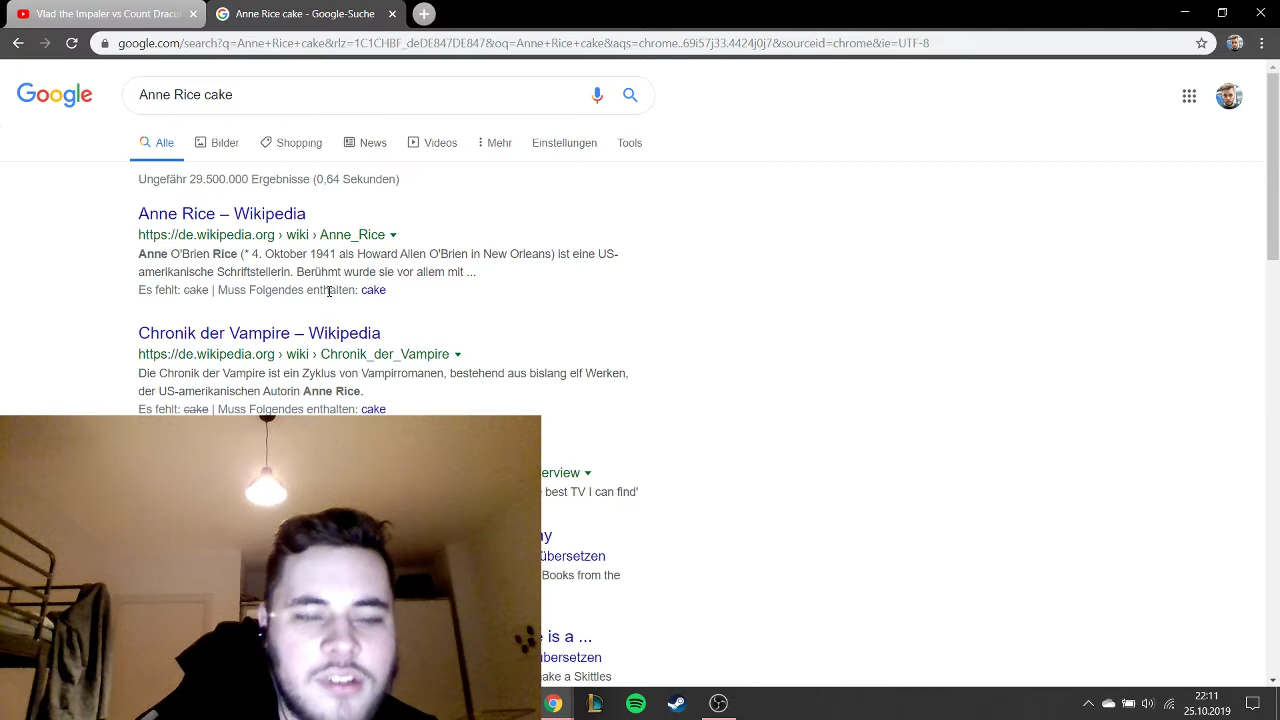 Vlad the Impaler vs Count Dracu
Anne Rice cake - Google-Suche
google.com/search?q=Anne+Rice+cake&rlz=1C1CHBF_deDE847DE847&oq=Anne+Rice+cake&aqs=chrome..69i57j33.4424j0j7&sourceid=chrome&ie=UTF-8
Google
Anne Rice cake
Alle Bilder Shopping News Videos Mehr Einstellungen Tools
Ungefähr 29.500.000 Ergebnisse (0,64 Sekunden)
Anne Rice – Wikipedia
https://de.wikipedia.org › wiki › Anne_Rice
Anne O'Brien Rice (* 4. Oktober 1941 als Howard Allen O'Brien in New Orleans) ist eine US-
amerikanische Schriftstellerin. Berühmt wurde sie vor allem mit ...
Es fehlt: cake | Muss Folgendes enthalten: cake
Chronik der Vampire – Wikipedia
https://de.wikipedia.org › wiki › Chronik_der_Vampire
Die Chronik der Vampire ist ein Zyklus von Vampirromanen, bestehend aus bislang elf Werken,
der US-amerikanischen Autorin Anne Rice.
Es fehlt: cake | Muss Folgendes enthalten: cake
erview
best TV I can find'
ay
übersetzen
Books from the
is a ...
übersetzen
ake a Skittles
22:11
25.10.2019